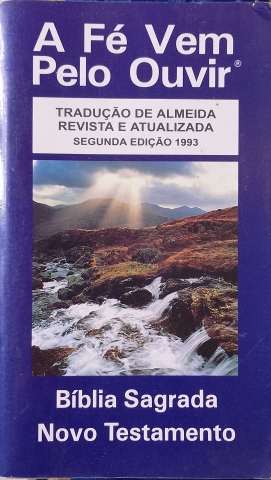 A Fé Vem
Pelo Ouvir®
TRADUÇÃO DE ALMEIDA
REVISTA E ATUALIZADA
SEGUNDA EDIÇÃO 1993
Bíblia Sagrada
Novo Testamento